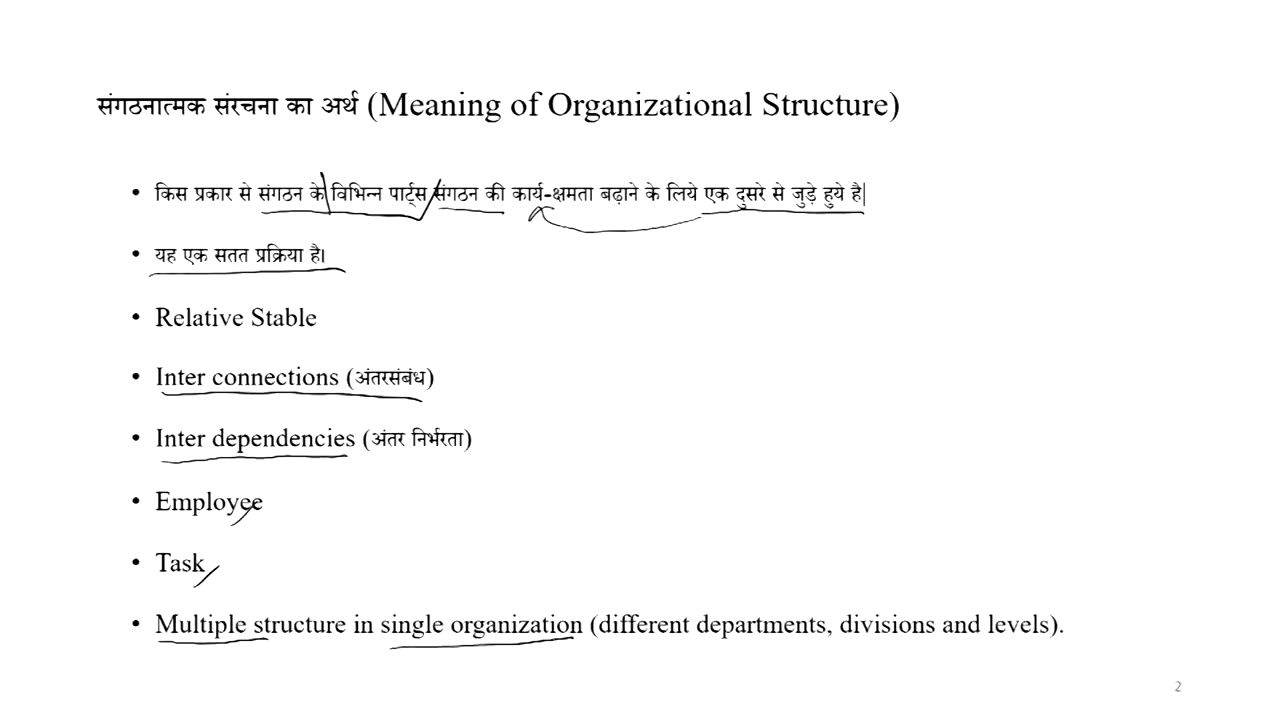 संगठनात्मक संरचना का अर्थ (Meaning of Organizational Structure)
• किस प्रकार से संगठन के विभिन्न पार्ट्स संगठन की कार्य-क्षमता बढ़ाने के लिये एक दुसरे से जुड़े हुये है|
• यह एक सतत प्रक्रिया है।
• Relative Stable
• Inter connections (अंतरसंबंध)
• Inter dependencies (अंतर निर्भरता)
• Employee
• Task
• Multiple structure in single organization (different departments, divisions and levels).
2